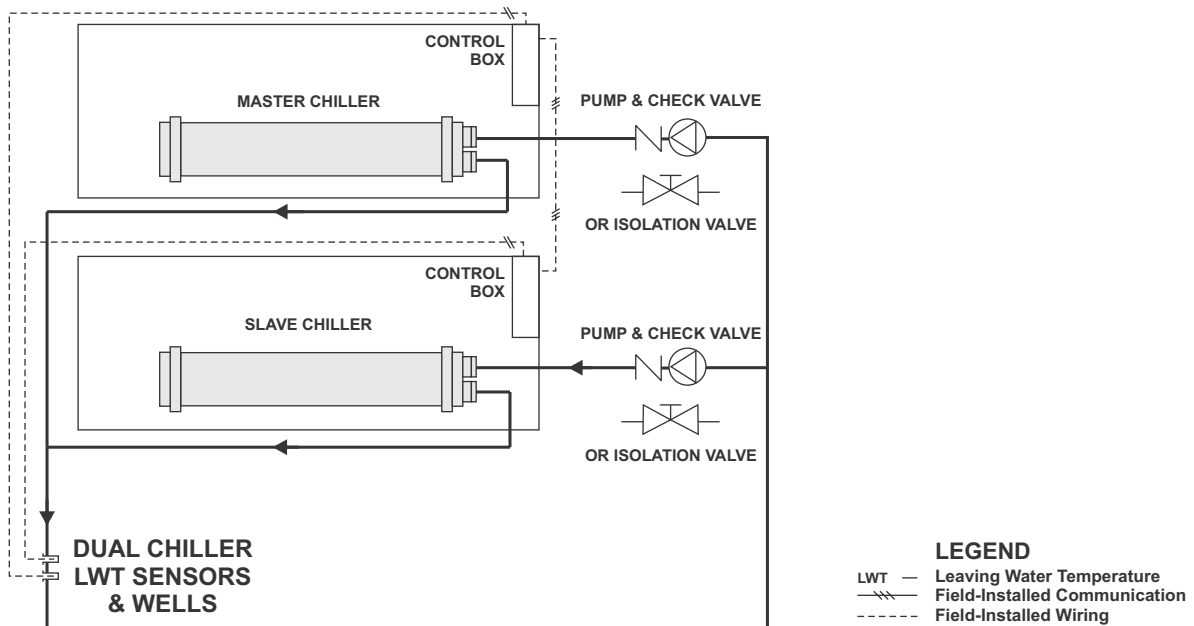 CONTROL
BOX
MASTER CHILLER
PUMP & CHECK VALVE
OR ISOLATION VALVE
CONTROL
BOX
SLAVE CHILLER
PUMP & CHECK VALVE
OR ISOLATION VALVE
DUAL CHILLER
LWT SENSORS
& WELLS
LEGEND
LWT — Leaving Water Temperature
Field-Installed Communication
Field-Installed Wiring